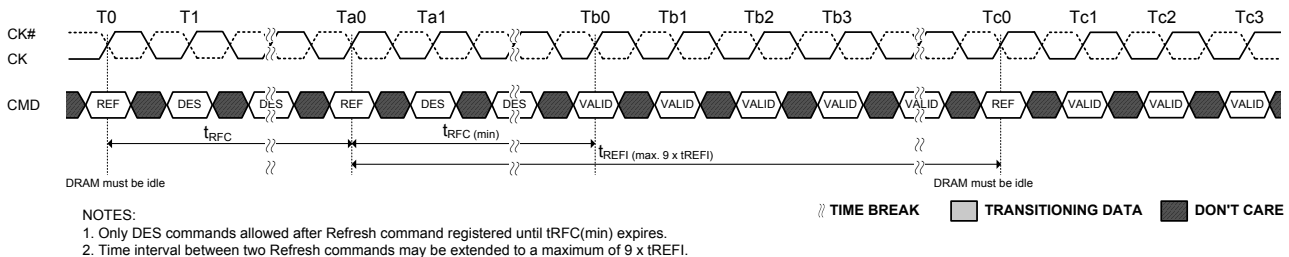 T0 T1 Ta0 Ta1 Tb0 Tb1 Tb2 Tb3 Tc0 Tc1 Tc2 Tc3
CK#
CK
CMD REF DES DES REF DES DES VALID VALID VALID VALID VALID REF VALID VALID VALID
tRFC tRFC (min)
tREFI (max. 9 x tREFI)
DRAM must be idle DRAM must be idle
TIME BREAK TRANSITIONING DATA DON'T CARE
NOTES:
1. Only DES commands allowed after Refresh command registered until tRFC(min) expires.
2. Time interval between two Refresh commands may be extended to a maximum of 9 x tREFI.